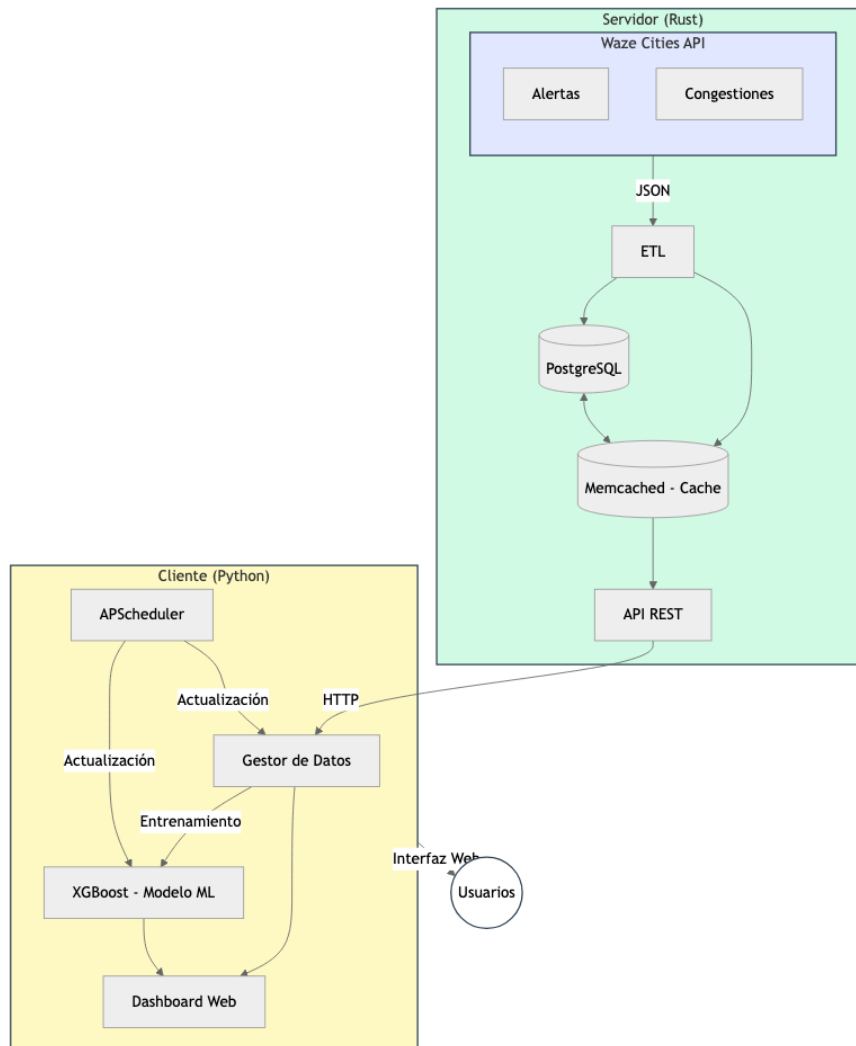 Servidor (Rust)
Waze Cities API
Alertas
Congestiones
JSON
ETL
PostgreSQL
Memcached - Cache
API REST
HTTP
Cliente (Python)
APScheduler
Actualización
Gestor de Datos
Actualización
Entrenamiento
XGBoost - Modelo ML
Dashboard Web
Interfaz Web
Usuarios